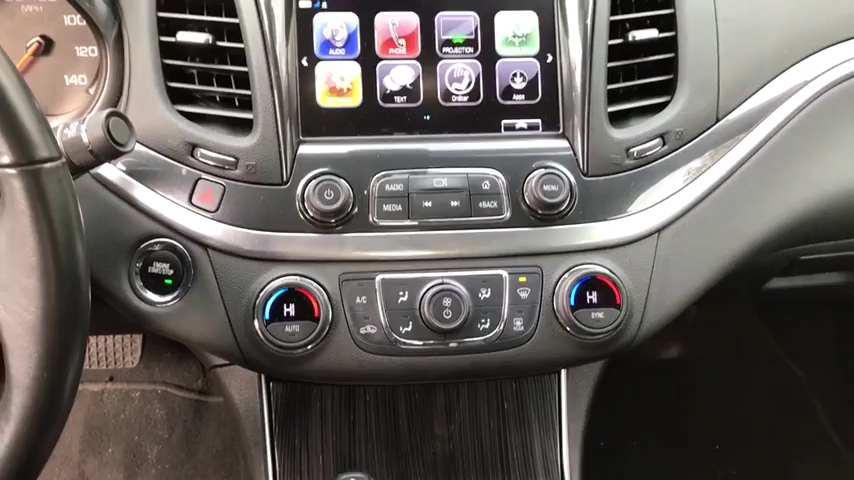 (MPH)
100
120
140
AUDIO
PHONE
PROJECTION
TEXT
OnStar
Apps
RADIO
MEDIA
BACK
MENU
ENGINE
START/STOP
HI
AUTO
A/C
REAR
HI
SYNC